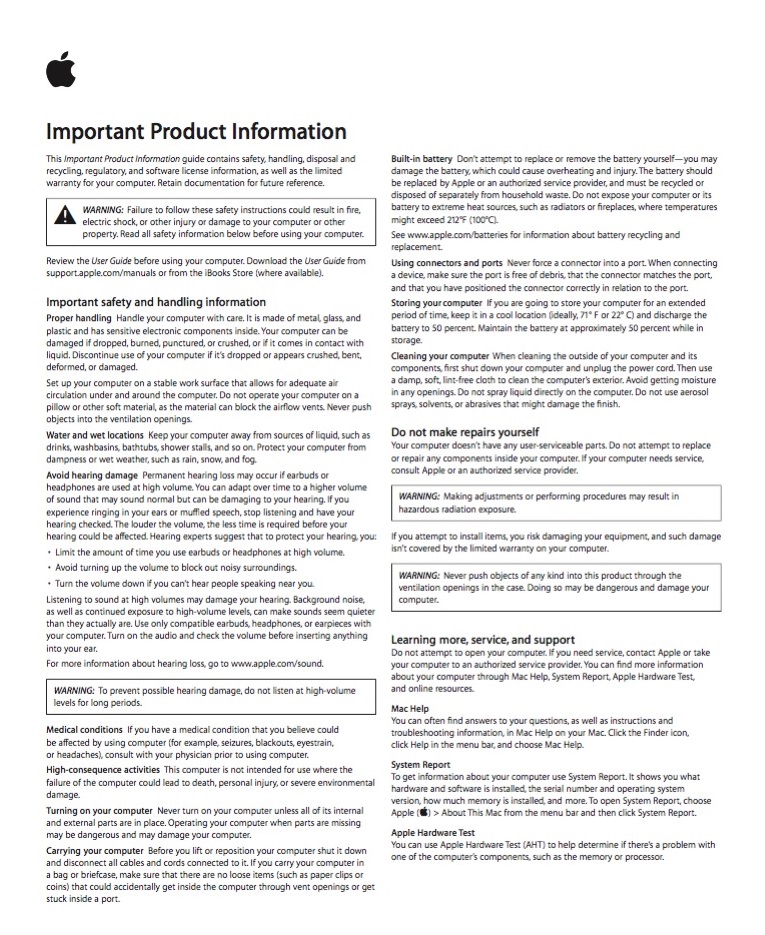 Important Product Information
This Important Product Information guide contains safety, handling, disposal and
recycling, regulatory, and software license information, as well as the limited
warranty for your computer. Retain documentation for future reference.
WARNING: Failure to follow these safety instructions could result in fire,
electric shock, or other injury or damage to your computer or other
property. Read all safety information below before using your computer.
Review the User Guide before using your computer. Download the User Guide from
support.apple.com/manuals or from the iBooks Store (where available).
Important safety and handling information
Proper handling Handle your computer with care. It is made of metal, glass, and
plastic and has sensitive electronic components inside. Your computer can be
damaged if dropped, burned, punctured, or crushed, or if it comes in contact with
liquid. Discontinue use of your computer if it's dropped or appears crushed, bent,
deformed, or damaged.
Set up your computer on a stable work surface that allows for adequate air
circulation under and around the computer. Do not operate your computer on a
pillow or other soft material, as the material can block the airflow vents. Never push
objects into the ventilation openings.
Water and wet locations Keep your computer away from sources of liquid, such as
drinks, washbasins, bathtubs, shower stalls, and so on. Protect your computer from
dampness or wet weather, such as rain, snow, and fog.
Avoid hearing damage Permanent hearing loss may occur if earbuds or
headphones are used at high volume. You can adapt over time to a higher volume
of sound that may sound normal but can be damaging to your hearing. If you
experience ringing in your ears or muffled speech, stop listening and have your
hearing checked. The louder the volume, the less time is required before your
hearing could be affected. Hearing experts suggest that to protect your hearing, you:
• Limit the amount of time you use earbuds or headphones at high volume.
• Avoid turning up the volume to block out noisy surroundings.
• Turn the volume down if you can't hear people speaking near you.
Listening to sound at high volumes may damage your hearing. Background noise,
as well as continued exposure to high-volume levels, can make sounds seem quieter
than they actually are. Use only compatible earbuds, headphones, or earpieces with
your computer. Turn on the audio and check the volume before inserting anything
into your ear.
For more information about hearing loss, go to www.apple.com/sound.
WARNING: To prevent possible hearing damage, do not listen at high-volume
levels for long periods.
Medical conditions If you have a medical condition that you believe could
be affected by using computer (for example, seizures, blackouts, eyestrain,
or headaches), consult with your physician prior to using computer.
High-consequence activities This computer is not intended for use where the
failure of the computer could lead to death, personal injury, or severe environmental
damage.
Turning on your computer Never turn on your computer unless all of its internal
and external parts are in place. Operating your computer when parts are missing
may be dangerous and may damage your computer.
Carrying your computer Before you lift or reposition your computer shut it down
and disconnect all cables and cords connected to it. If you carry your computer in
a bag or briefcase, make sure that there are no loose items (such as paper clips or
coins) that could accidentally get inside the computer through vent openings or get
stuck inside a port.
Built-in battery Don't attempt to replace or remove the battery yourself—you may
damage the battery, which could cause overheating and injury. The battery should
be replaced by Apple or an authorized service provider, and must be recycled or
disposed of separately from household waste. Do not expose your computer or its
battery to extreme heat sources, such as radiators or fireplaces, where temperatures
might exceed 212°F (100°C).
See www.apple.com/batteries for information about battery recycling and
replacement.
Using connectors and ports Never force a connector into a port. When connecting
a device, make sure the port is free of debris, that the connector matches the port,
and that you have positioned the connector correctly in relation to the port.
Storing your computer If you are going to store your computer for an extended
period of time, keep it in a cool location (ideally, 71° F or 22° C) and discharge the
battery to 50 percent. Maintain the battery at approximately 50 percent while in
storage.
Cleaning your computer When cleaning the outside of your computer and its
components, first shut down your computer and unplug the power cord. Then use
a damp, soft, lint-free cloth to clean the computer's exterior. Avoid getting moisture
in any openings. Do not spray liquid directly on the computer. Do not use aerosol
sprays, solvents, or abrasives that might damage the finish.
Do not make repairs yourself
Your computer doesn't have any user-serviceable parts. Do not attempt to replace
or repair any components inside your computer. If your computer needs service,
consult Apple or an authorized service provider.
WARNING: Making adjustments or performing procedures may result in
hazardous radiation exposure.
If you attempt to install items, you risk damaging your equipment, and such damage
isn't covered by the limited warranty on your computer.
WARNING: Never push objects of any kind into this product through the
ventilation openings in the case. Doing so may be dangerous and damage your
computer.
Learning more, service, and support
Do not attempt to open your computer. If you need service, contact Apple or take
your computer to an authorized service provider. You can find more information
about your computer through Mac Help, System Report, Apple Hardware Test,
and online resources.
Mac Help
You can often find answers to your questions, as well as instructions and
troubleshooting information, in Mac Help on your Mac. Click the Finder icon,
click Help in the menu bar, and choose Mac Help.
System Report
To get information about your computer use System Report. It shows you what
hardware and software is installed, the serial number and operating system
version, how much memory is installed, and more. To open System Report, choose
Apple () > About This Mac from the menu bar and then click System Report.
Apple Hardware Test
You can use Apple Hardware Test (AHT) to help determine if there's a problem with
one of the computer's components, such as the memory or processor.